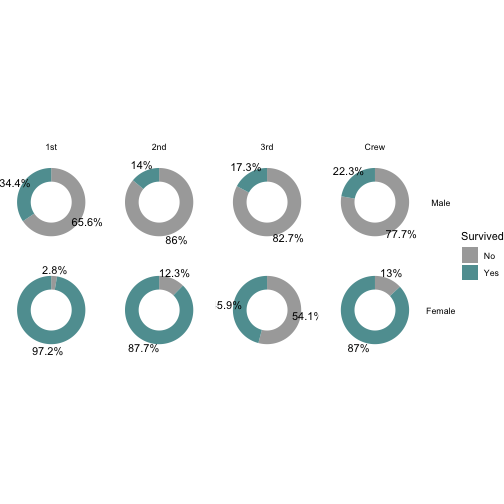 1st 2nd 3rd Crew
34.4% 65.6% 14% 86% 17.3% 82.7% 22.3% 77.7% Male
Survived
No
Yes
2.8% 97.2% 12.3% 87.7% 5.9% 54.1% 13% 87% Female